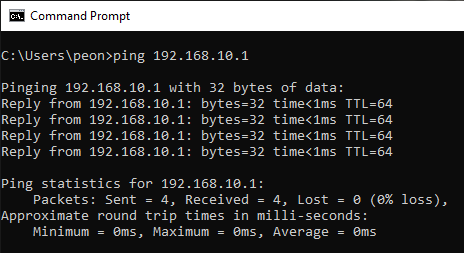 Command Prompt
C:\Users\peon>ping 192.168.10.1
Pinging 192.168.10.1 with 32 bytes of data:
Reply from 192.168.10.1: bytes=32 time<1ms TTL=64
Reply from 192.168.10.1: bytes=32 time<1ms TTL=64
Reply from 192.168.10.1: bytes=32 time<1ms TTL=64
Reply from 192.168.10.1: bytes=32 time<1ms TTL=64
Ping statistics for 192.168.10.1:
    Packets: Sent = 4, Received = 4, Lost = 0 (0% loss),
Approximate round trip times in milli-seconds:
    Minimum = 0ms, Maximum = 0ms, Average = 0ms